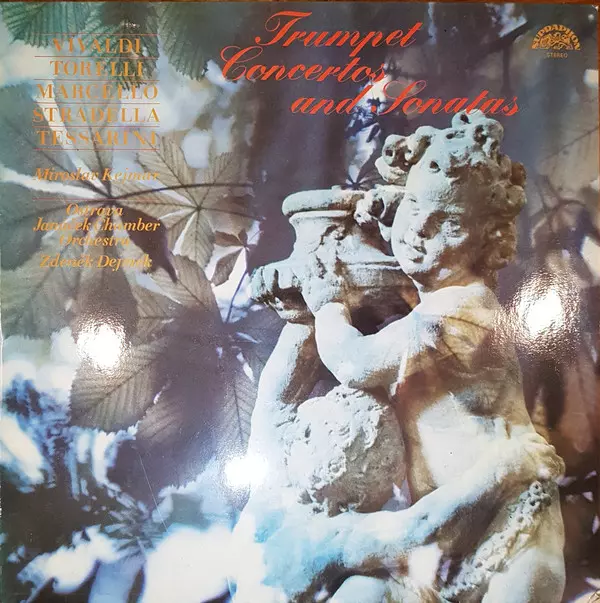 VIVALDI
TORELLI
MARCELLO
STRADELLA
TESSARINI
Trumpet
Concertos
and Sonatas
SUPRAPHON
STEREO
Miroslav Kejmar
Ostrava
Janáček Chamber
Orchestra
Zdeněk Dejmek